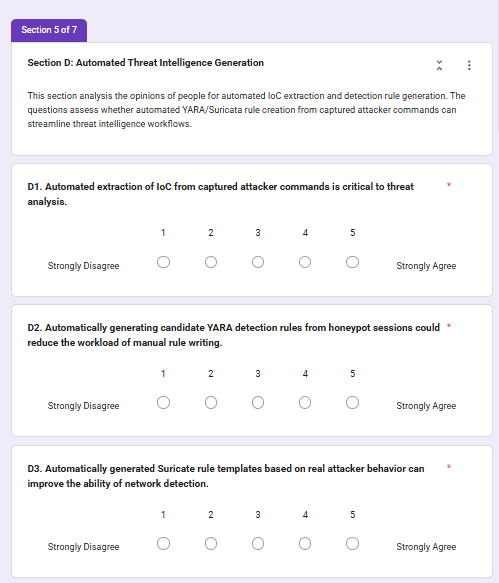 Section 5 of 7
Section D: Automated Threat Intelligence Generation
This section analysis the opinions of people for automated IoC extraction and detection rule generation. The
questions assess whether automated YARA/Suricata rule creation from captured attacker commands can
streamline threat intelligence workflows.
D1. Automated extraction of IoC from captured attacker commands is critical to threat *
analysis.
1 2 3 4 5
Strongly Disagree Strongly Agree
D2. Automatically generating candidate YARA detection rules from honeypot sessions could *
reduce the workload of manual rule writing.
1 2 3 4 5
Strongly Disagree Strongly Agree
D3. Automatically generated Suricate rule templates based on real attacker behavior can *
improve the ability of network detection.
1 2 3 4 5
Strongly Disagree Strongly Agree